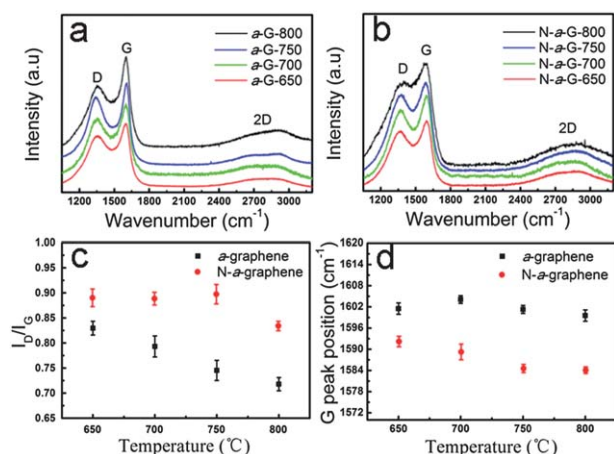 a
D
G
2D
a-G-800
a-G-750
a-G-700
a-G-650
Intensity (a.u)
1200 1500 1800 2100 2400 2700 3000
Wavenumber (cm⁻¹)
b
D
G
2D
N-a-G-800
N-a-G-750
N-a-G-700
N-a-G-650
Intensity (a.u)
1200 1500 1800 2100 2400 2700 3000
Wavenumber (cm⁻¹)
c
a-graphene
N-a-graphene
I_D/I_G
1.00
0.95
0.90
0.85
0.80
0.75
0.70
0.65
650 700 750 800
Temperature (℃)
d
a-graphene
N-a-graphene
G peak position (cm⁻¹)
1620
1614
1608
1602
1596
1590
1584
1578
1572
650 700 750 800
Temperature (℃)